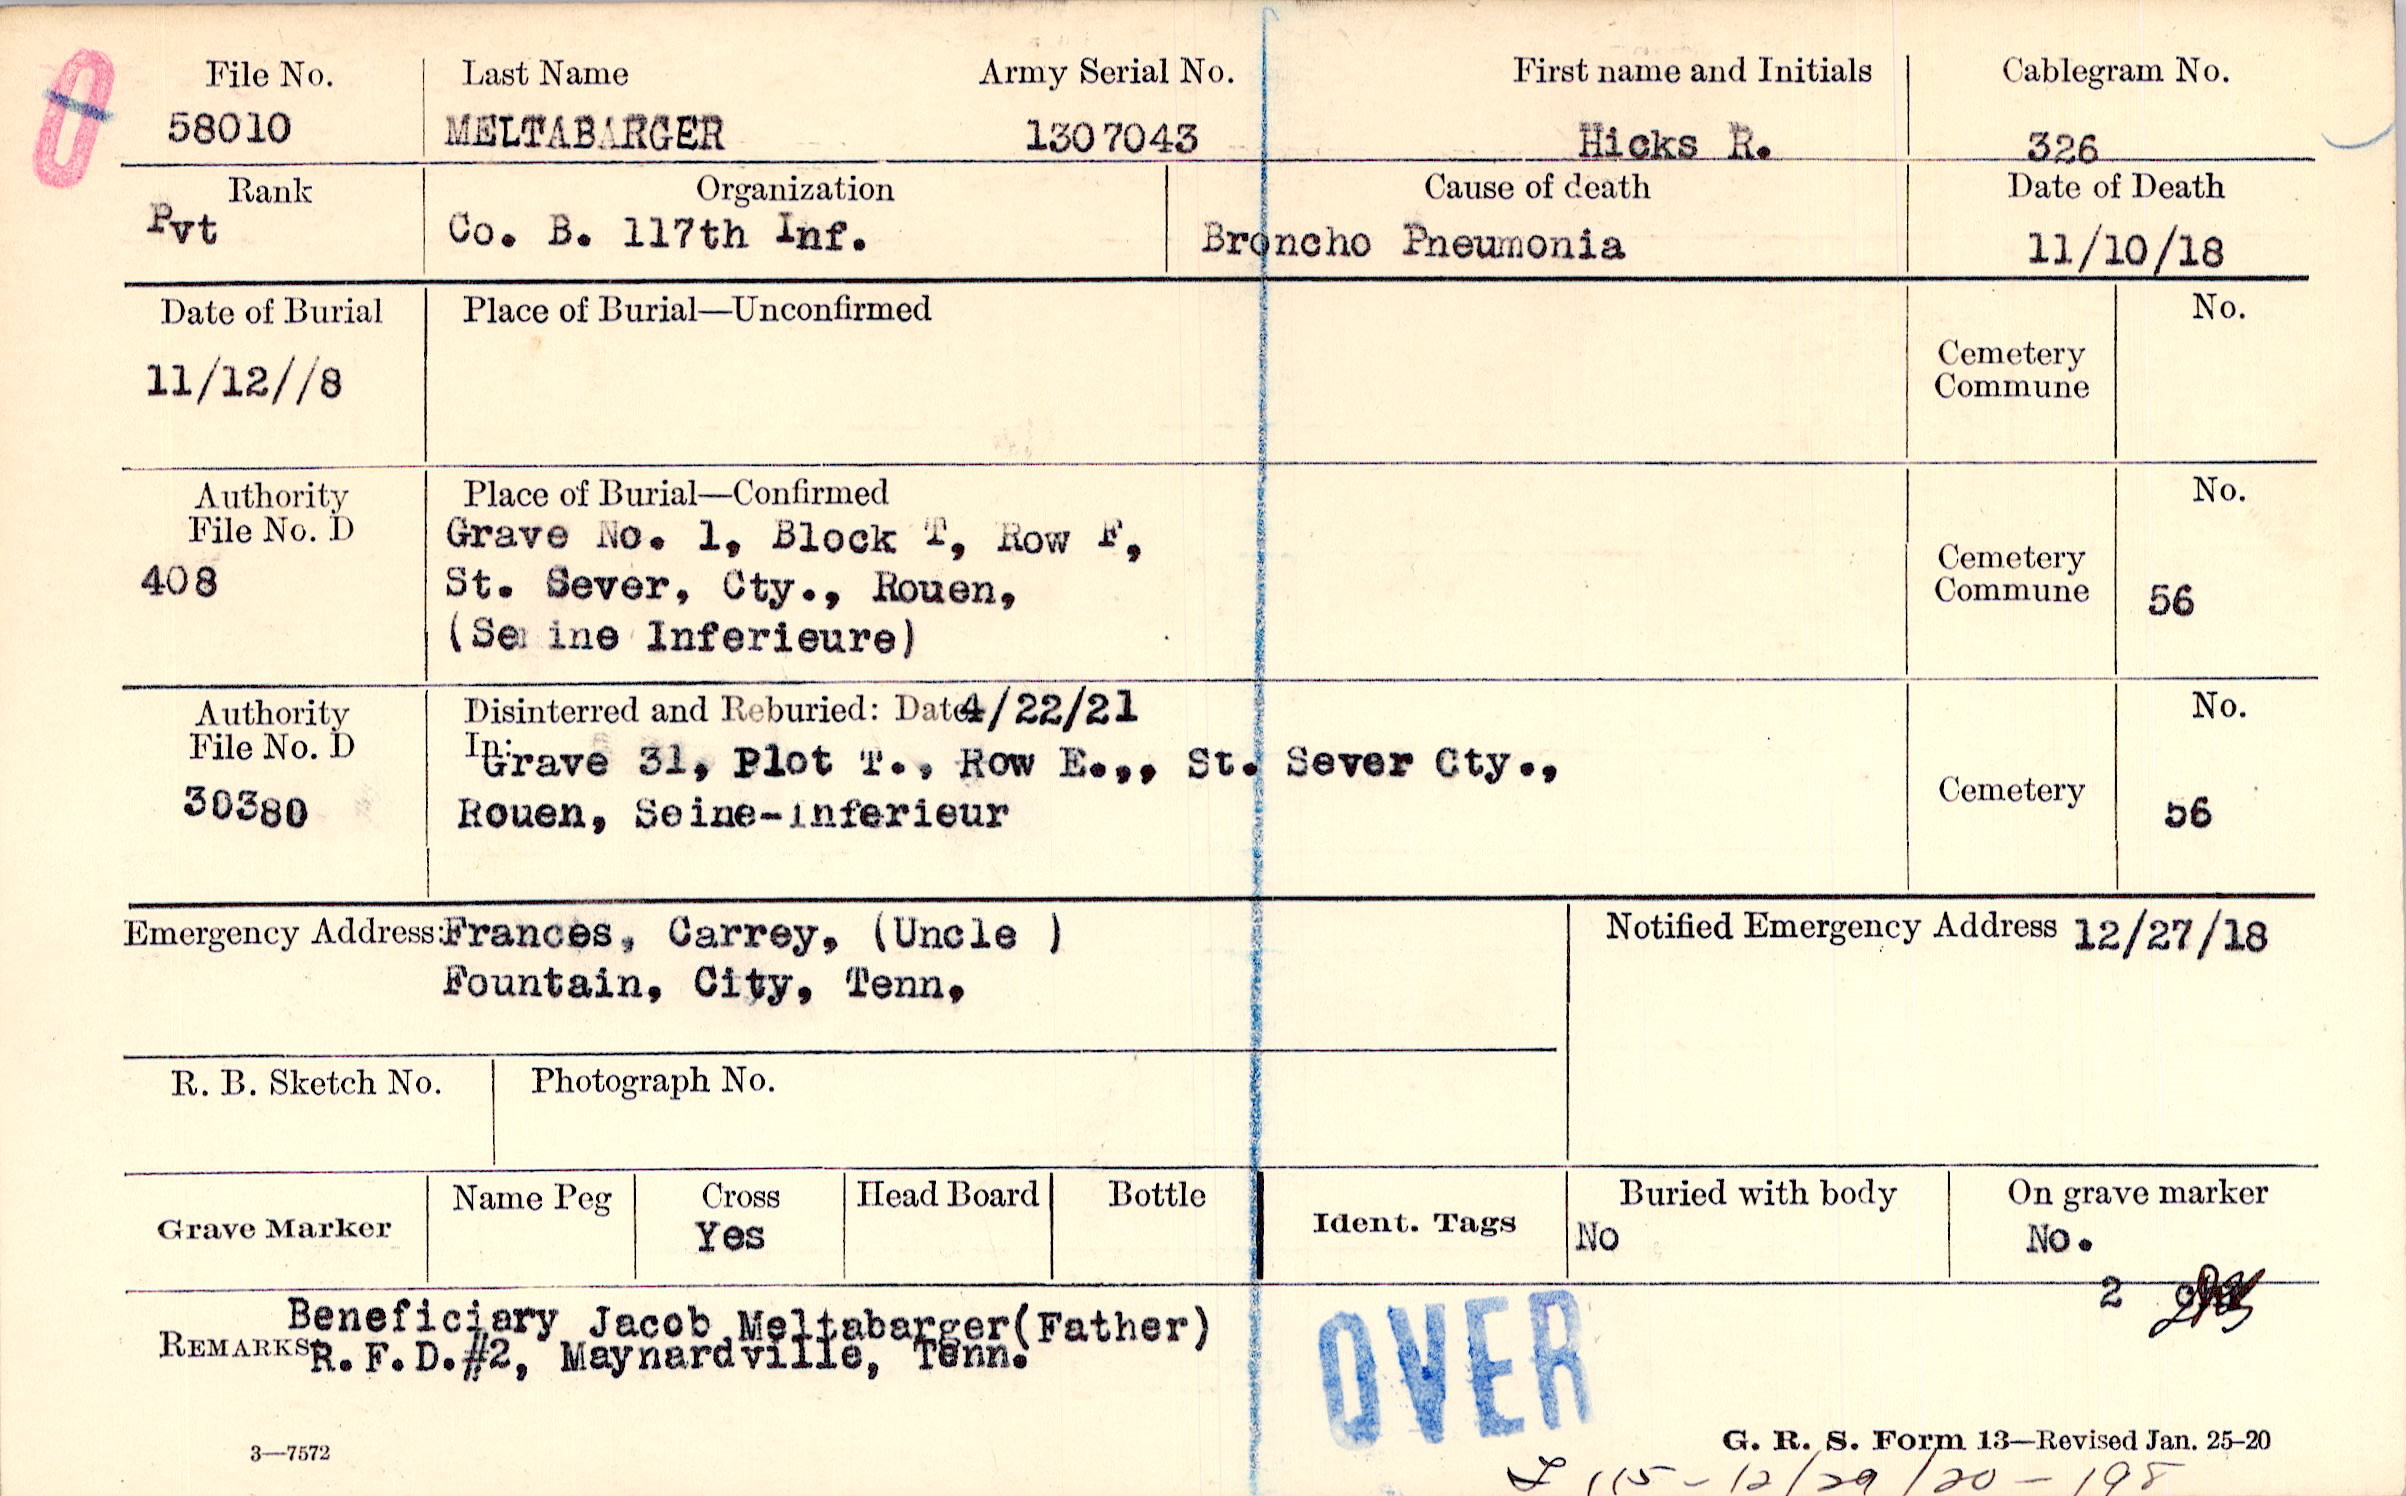 File No. Last Name Army Serial No. First name and Initials Cablegram No.
58010 MELTABARGER 1307043 Hicks R. 326
Rank Organization Cause of death Date of Death
Pvt Co. B. 117th Inf. Broncho Pneumonia 11/10/18
Date of Burial Place of Burial—Unconfirmed No.
11/12//8 Cemetery
Commune
Authority Place of Burial—Confirmed No.
File No. D Grave No. 1, Block T, Row F,
408 St. Sever, Cty., Rouen, Cemetery
Commune 56
(Se ine Inferieure)
Authority Disinterred and Reburied: Date 4/22/21 No.
File No. D In: Grave 31, Plot T., Row E.,, St. Sever Cty.,
30380 Rouen, Seine-inferieur Cemetery 56
Emergency Address: Frances, Carrey, (Uncle ) Notified Emergency Address 12/27/18
Fountain, City, Tenn,
R. B. Sketch No. Photograph No.
Grave Marker Name Peg Cross Head Board Bottle Ident. Tags Buried with body On grave marker
Yes No No.
2
Beneficiary Jacob Meltabarger(Father)
REMARKS: R.F.D.#2, Maynardville, Tenn.
OVER
3—7572 G. R. S. Form 13—Revised Jan. 25-20
115-12/29/20-198